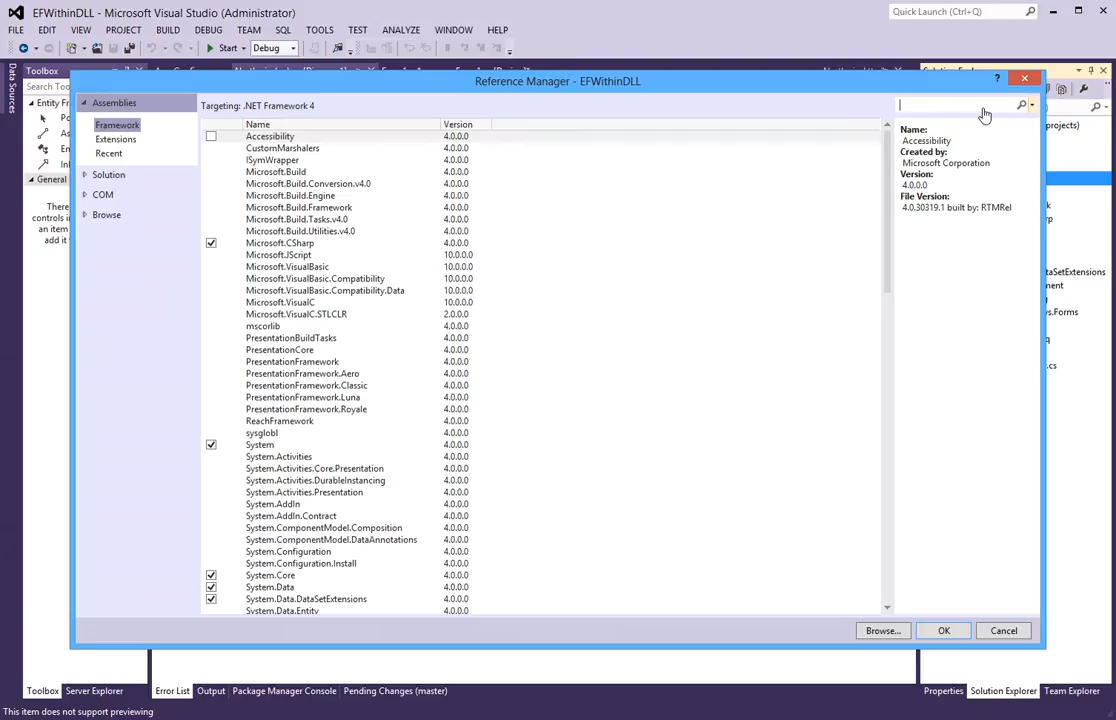 EFWithinDLL - Microsoft Visual Studio (Administrator)
Quick Launch (Ctrl+Q)
FILE EDIT VIEW PROJECT BUILD DEBUG TEAM SQL TOOLS TEST ANALYZE WINDOW HELP
Start Debug
Data Sources
Toolbox
Reference Manager - EFWithinDLL
?
Assemblies
Framework
Extensions
Recent
Solution
COM
Browse
Targeting: .NET Framework 4
Name Version
Accessibility 4.0.0.0
CustomMarshalers 4.0.0.0
ISymWrapper 4.0.0.0
Microsoft.Build 4.0.0.0
Microsoft.Build.Conversion.v4.0 4.0.0.0
Microsoft.Build.Engine 4.0.0.0
Microsoft.Build.Framework 4.0.0.0
Microsoft.Build.Tasks.v4.0 4.0.0.0
Microsoft.Build.Utilities.v4.0 4.0.0.0
Microsoft.CSharp 4.0.0.0
Microsoft.JScript 10.0.0.0
Microsoft.VisualBasic 10.0.0.0
Microsoft.VisualBasic.Compatibility 10.0.0.0
Microsoft.VisualBasic.Compatibility.Data 10.0.0.0
Microsoft.VisualC 10.0.0.0
Microsoft.VisualC.STLCLR 2.0.0.0
mscorlib 4.0.0.0
PresentationBuildTasks 4.0.0.0
PresentationCore 4.0.0.0
PresentationFramework 4.0.0.0
PresentationFramework.Aero 4.0.0.0
PresentationFramework.Classic 4.0.0.0
PresentationFramework.Luna 4.0.0.0
PresentationFramework.Royale 4.0.0.0
ReachFramework 4.0.0.0
sysglobl 4.0.0.0
System 4.0.0.0
System.Activities 4.0.0.0
System.Activities.Core.Presentation 4.0.0.0
System.Activities.DurableInstancing 4.0.0.0
System.Activities.Presentation 4.0.0.0
System.AddIn 4.0.0.0
System.AddIn.Contract 4.0.0.0
System.ComponentModel.Composition 4.0.0.0
System.ComponentModel.DataAnnotations 4.0.0.0
System.Configuration 4.0.0.0
System.Configuration.Install 4.0.0.0
System.Core 4.0.0.0
System.Data 4.0.0.0
System.Data.DataSetExtensions 4.0.0.0
System.Data.Entity 4.0.0.0
Name:
Accessibility
Created by:
Microsoft Corporation
Version:
4.0.0.0
File Version:
4.0.30319.1 built by: RTMRel
Browse... OK Cancel
Entity Fr
General
There
controls in
an item
add it
projects)
taSetExtensions
ment
s.Forms
.cs
Toolbox Server Explorer
Error List Output Package Manager Console Pending Changes (master)
Properties Solution Explorer Team Explorer
This item does not support previewing